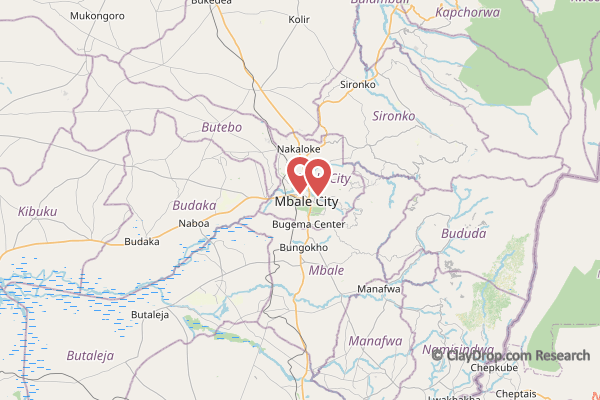 Bukedea
Bulambuli
Mukongoro
Kolir
Kapchorwa
Sironko
Butebo
Sironko
Nakaloke
City
Kibuku
Budaka
Mbale City
Naboa
Bugema Center
Bududa
Budaka
Bungokho
Mbale
Manafwa
Butaleja
Manafwa
Namisindwa
Butaleja
© ClayDrop.com Research
Chepkube
Lwakhakha
Cheptais